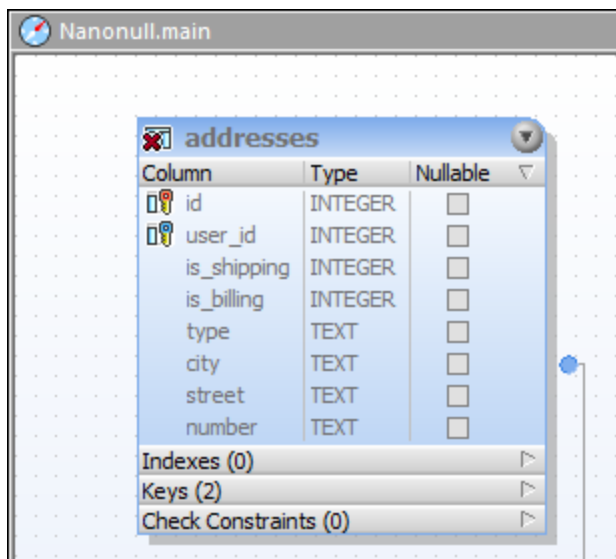 Nanonull.main
addresses
Column Type Nullable
id INTEGER
user_id INTEGER
is_shipping INTEGER
is_billing INTEGER
type TEXT
city TEXT
street TEXT
number TEXT
Indexes (0)
Keys (2)
Check Constraints (0)